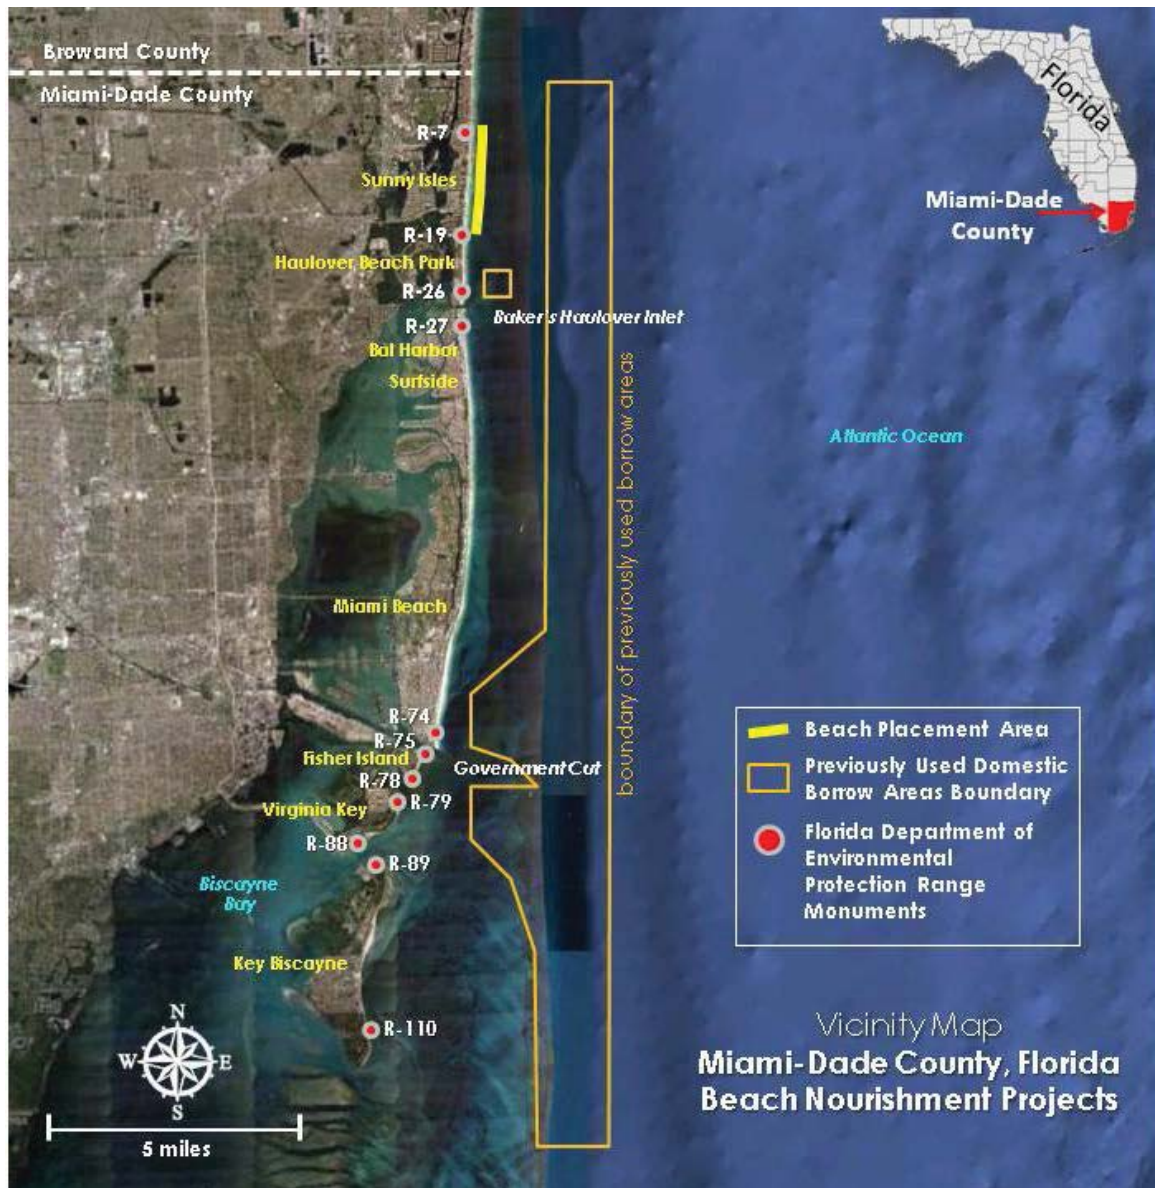 Broward County
Miami-Dade County
Florida
Miami-Dade
County
R-7
Sunny Isles
R-19
Haulover Beach Park
R-26
Baker's Haulover Inlet
R-27
Bal Harbor
Surfside
boundary of previously used borrow areas
Atlantic Ocean
Miami Beach
R-74
R-75
Fisher Island
Government Cut
R-78
R-79
Virginia Key
R-88
R-89
Biscayne
Bay
Key Biscayne
R-110
Beach Placement Area
Previously Used Domestic
Borrow Areas Boundary
Florida Department of
Environmental
Protection Range
Monuments
N
W E
S
5 miles
Vicinity Map
Miami-Dade County, Florida
Beach Nourishment Projects